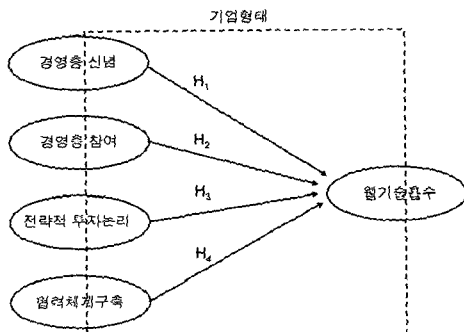 기업형태
경영층 신념
H1
경영층 참여
H2
전략적 투자논리
H3
웹기술흡수
협력체계구축
H4